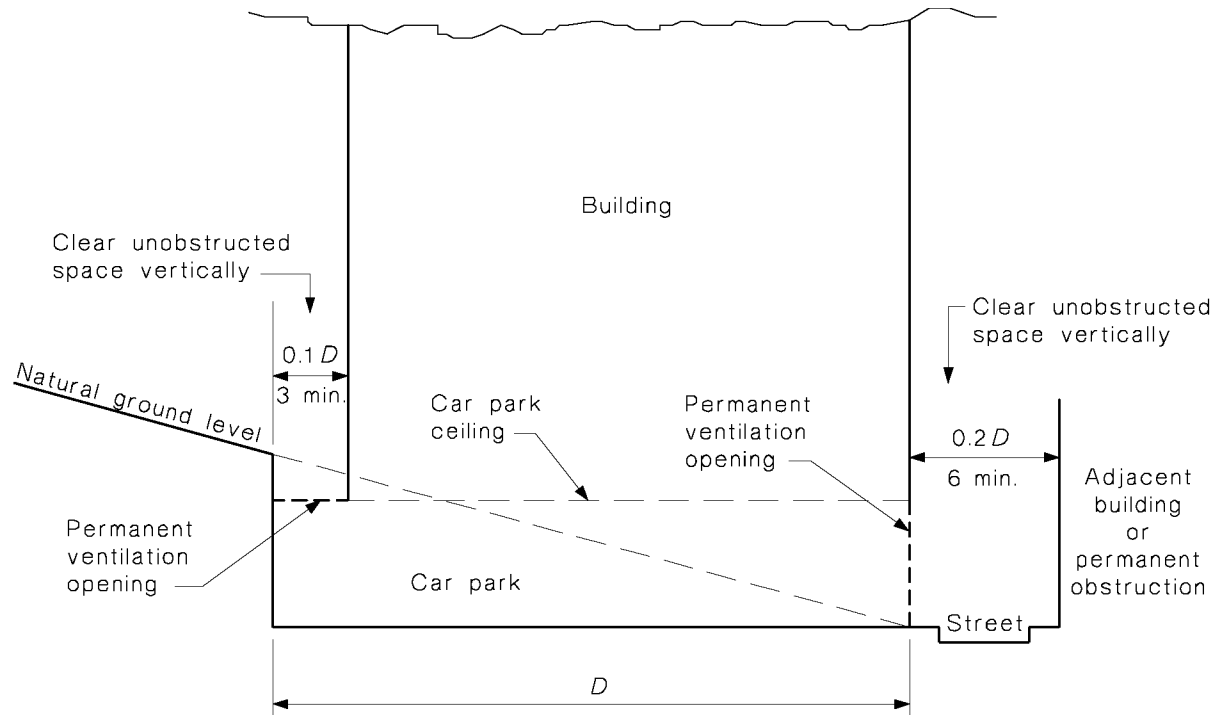 Building
Clear unobstructed
space vertically
Clear unobstructed
space vertically
0.1 D
3 min.
Natural ground level
Car park
ceiling
Permanent
ventilation
opening
0.2 D
6 min.
Adjacent
building
or
permanent
obstruction
Permanent
ventilation
opening
Car park
Street
D